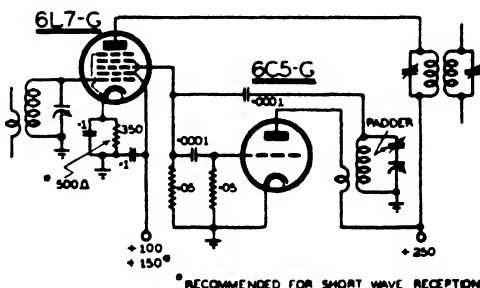 6L7-G
6C5-G
.0001
PADDER
.1
350
.0001
.1
* 500Ω
.05
.05
+100
+150*
+250
*RECOMMENDED FOR SHORT WAVE RECEPTION